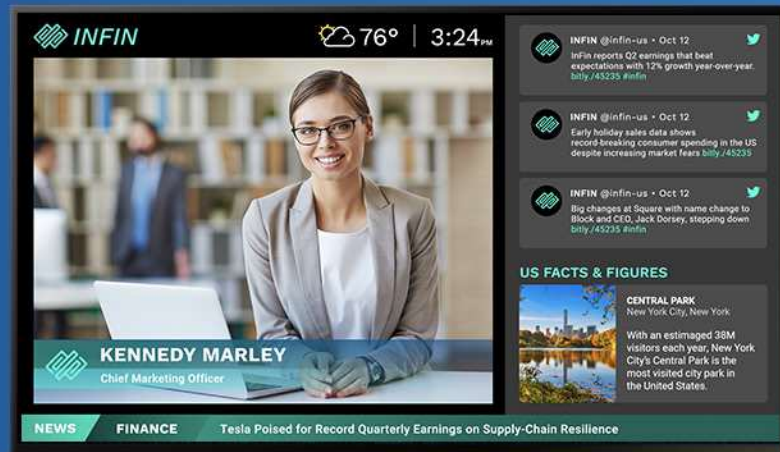 INFIN
76° | 3:24 PM
KENNEDY MARLEY
Chief Marketing Officer
INFIN @infin-us • Oct 12
InFin reports Q2 earnings that beat
expectations with 12% growth year-over-year.
bitly./45235 #infin
INFIN @infin-us • Oct 12
Early holiday sales data shows
record-breaking consumer spending in the US
despite increasing market fears bitly./45235
INFIN @infin-us • Oct 12
Big changes at Square with name change to
Block and CEO, Jack Dorsey, stepping down
bitly./45235 #infin
US FACTS & FIGURES
CENTRAL PARK
New York City, New York
With an estimaged 38M
visitors each year, New York
City's Central Park is the
most visited city park in
the United States.
NEWS FINANCE Tesla Poised for Record Quarterly Earnings on Supply-Chain Resilience